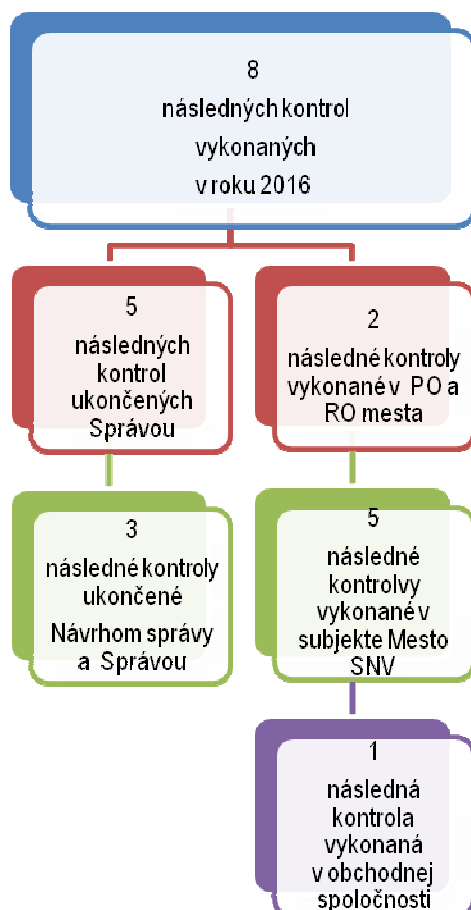 8
následných kontrol
vykonaných
v roku 2016
5
následných
kontrol
ukončených
Správou
2
následné kontroly
vykonané v PO a
RO mesta
3
následné kontroly
ukončené
Návrhom správy
a Správou
5
následné
kontrolvy
vykonané v
subjekte Mesto
SNV
1
následná
kontrola
vykonaná
v obchodnej
spoločnosti